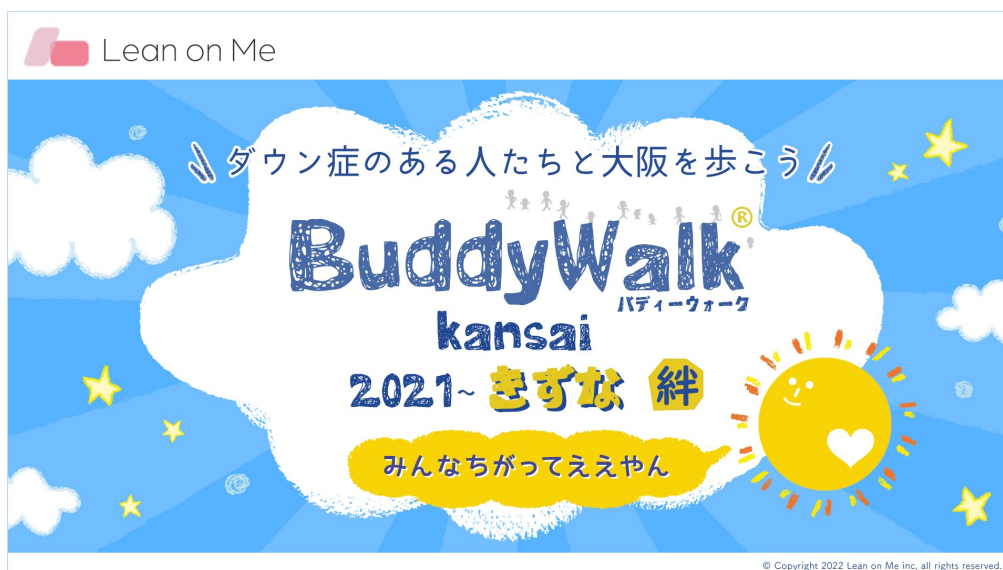 Lean on Me
ダウン症のある人たちと大阪を歩こう
BuddyWalk®
バディーウォーク
kansai
2021~ きずな 絆
みんなちがってええやん
© Copyright 2022 Lean on Me inc, all rights reserved.